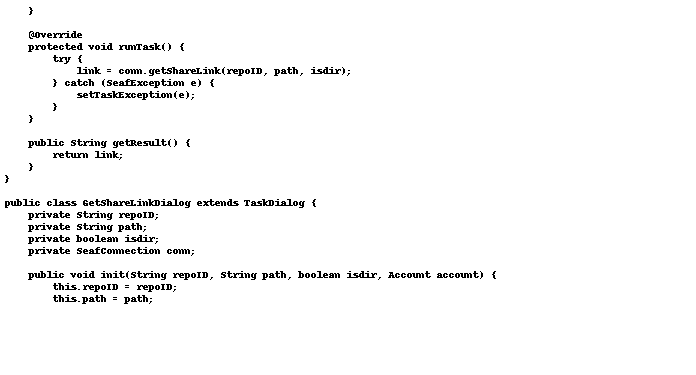 }

    @Override
    protected void runTask() {
        try {
            link = conn.getShareLink(repoID, path, isdir);
        } catch (SeafException e) {
            setTaskException(e);
        }
    }

    public String getResult() {
        return link;
    }
}

public class GetShareLinkDialog extends TaskDialog {
    private String repoID;
    private String path;
    private boolean isdir;
    private SeafConnection conn;

    public void init(String repoID, String path, boolean isdir, Account account) {
        this.repoID = repoID;
        this.path = path;